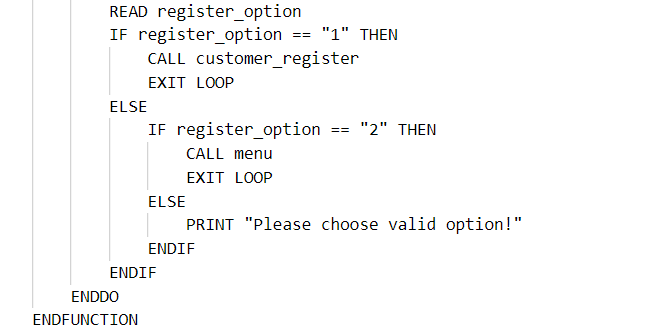 READ register_option
IF register_option == "1" THEN
CALL customer_register
EXIT LOOP
ELSE
IF register_option == "2" THEN
CALL menu
EXIT LOOP
ELSE
PRINT "Please choose valid option!"
ENDIF
ENDIF
ENDDO
ENDFUNCTION